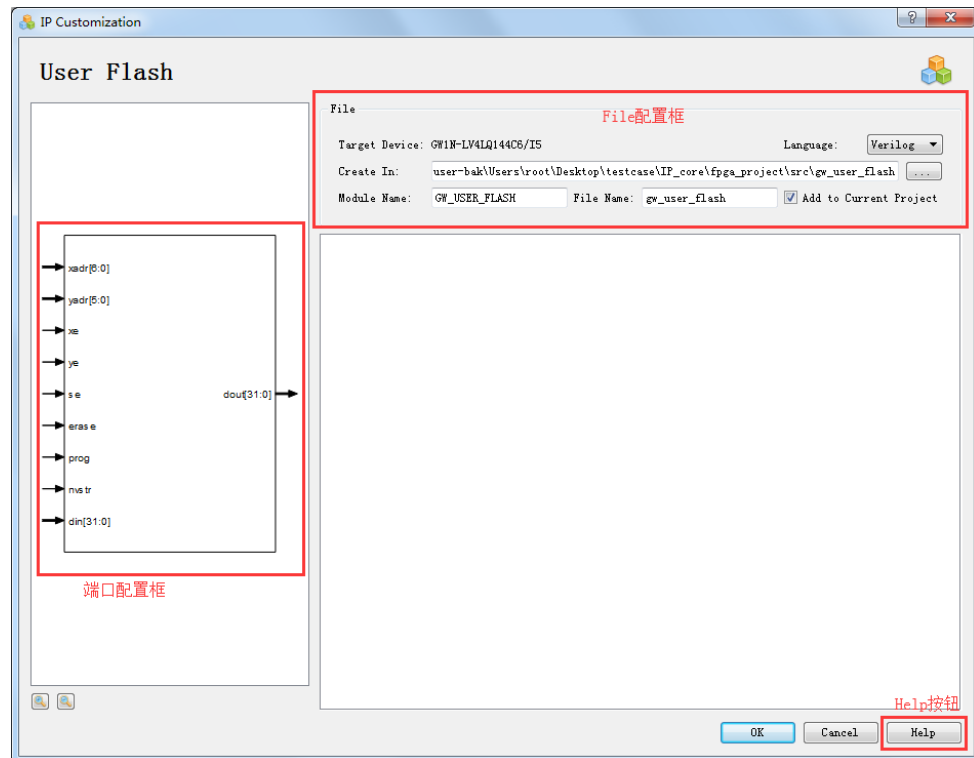 IP Customization
User Flash
File
File配置框
Target Device: GW1N-LV4LQ144C6/I5 Language: Verilog
Create In: user-bak\Users\root\Desktop\testcase\IP_core\fpga_project\src\gw_user_flash ...
Module Name: GW_USER_FLASH File Name: gw_user_flash Add to Current Project
xadr[6:0]
yadr[5:0]
xe
ye
se dout[31:0]
erase
prog
nvstr
din[31:0]
端口配置框
Help按钮
OK Cancel Help